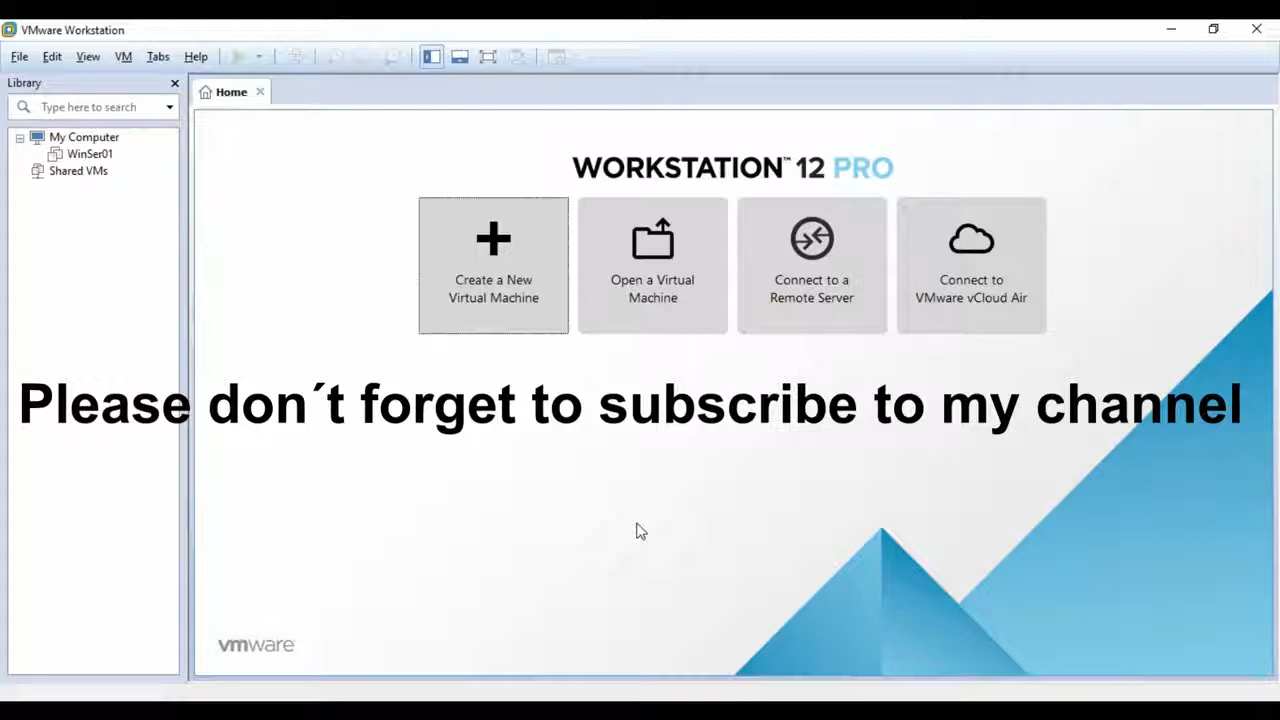 VMware Workstation
File Edit View VM Tabs Help
Library
Type here to search
Home
My Computer
WinSer01
Shared VMs
WORKSTATION™ 12 PRO
Create a New
Virtual Machine
Open a Virtual
Machine
Connect to a
Remote Server
Connect to
VMware vCloud Air
Please don´t forget to subscribe to my channel
vmware